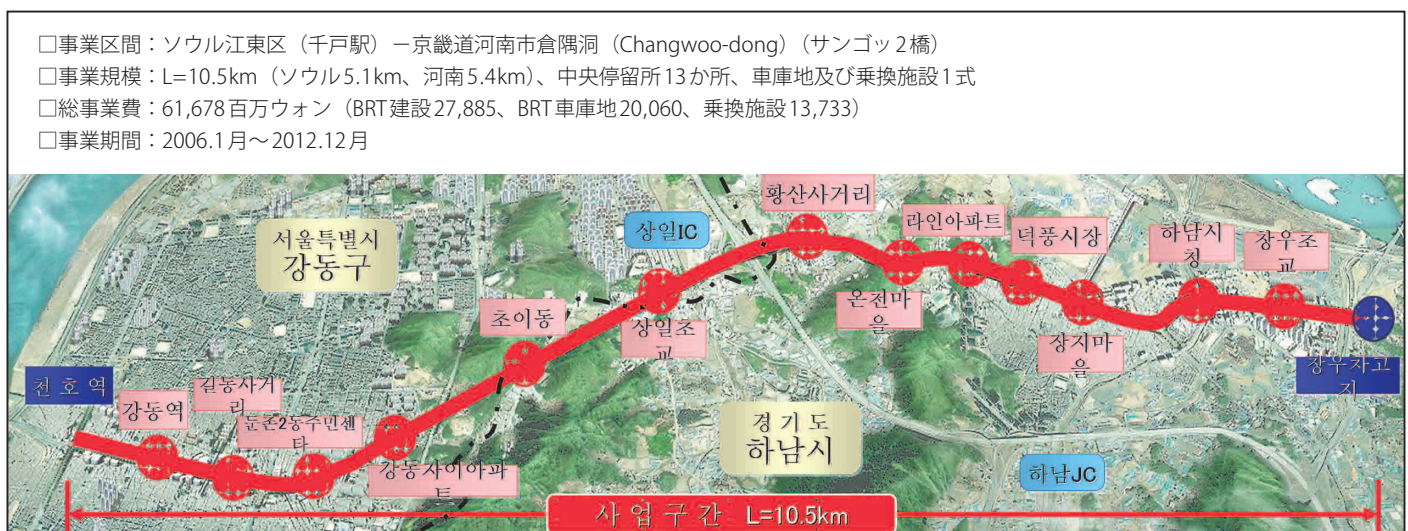 □事業区間：ソウル江東区（千戸駅）－京畿道河南市倉隅洞（Changwoo-dong）（サンゴッ2橋）
□事業規模：L=10.5km（ソウル5.1km、河南5.4km）、中央停留所13か所、車庫地及び乗換施設1式
□総事業費：61,678百万ウォン（BRT建設27,885、BRT車庫地20,060、乗換施設13,733）
□事業期間：2006.1月～2012.12月
황산사거리
상일IC
라인아파트
덕풍시장
하남시
청
장우초
교
서울특별시
강동구
초이동
상일초
교
온천마
을
장지마
을
천호역
길동사거
리
강동역
둔촌2동주민센
타
강동자이아파
트
경기도
하남시
하남JC
창우차고
지
사업구간 L=10.5km